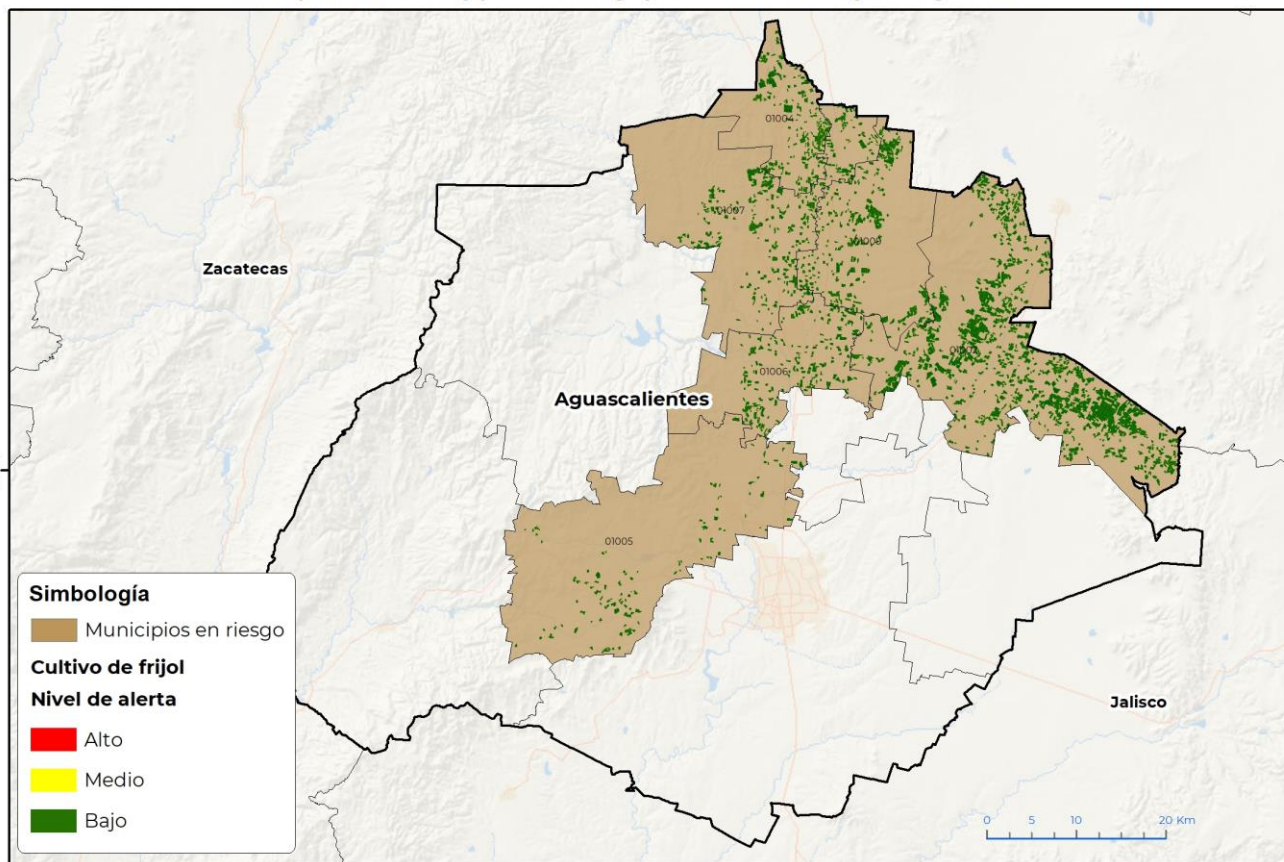 01004
01007
01009
Zacatecas
01006
Aguascalientes
01005
Simbología
Municipios en riesgo
Cultivo de frijol
Nivel de alerta
Alto
Medio
Bajo
Jalisco
0 5 10 20 Km